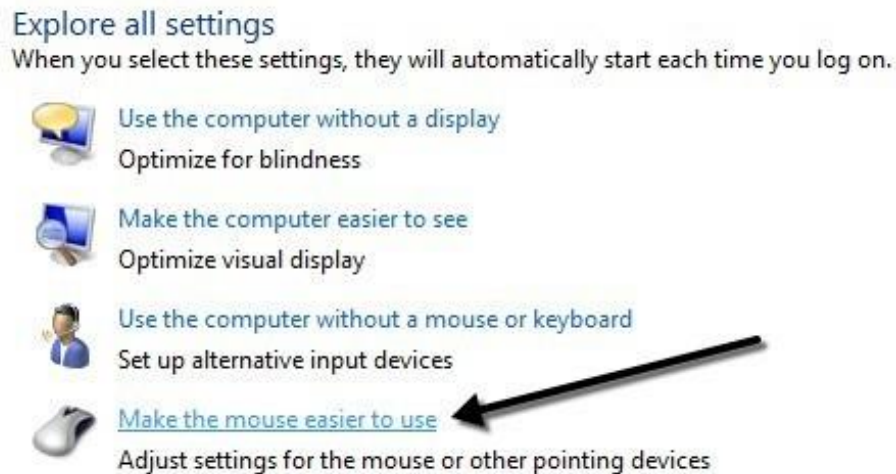 Explore all settings
When you select these settings, they will automatically start each time you log on.
Use the computer without a display
Optimize for blindness
Make the computer easier to see
Optimize visual display
Use the computer without a mouse or keyboard
Set up alternative input devices
Make the mouse easier to use
Adjust settings for the mouse or other pointing devices